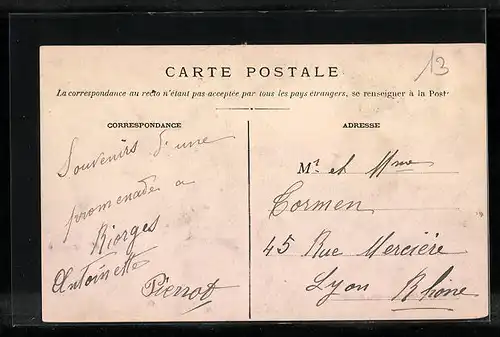 13
CARTE POSTALE
La correspondance au recto n'étant pas acceptée par tous les pays étrangers, se renseigner à la Poste
CORRESPONDANCE
Souvenirs d'une
promenade a
Riorges
Antoinette
Pierrot
ADRESSE
Mr et Mme
Cormen
45 Rue Mercière
Lyon Rhône